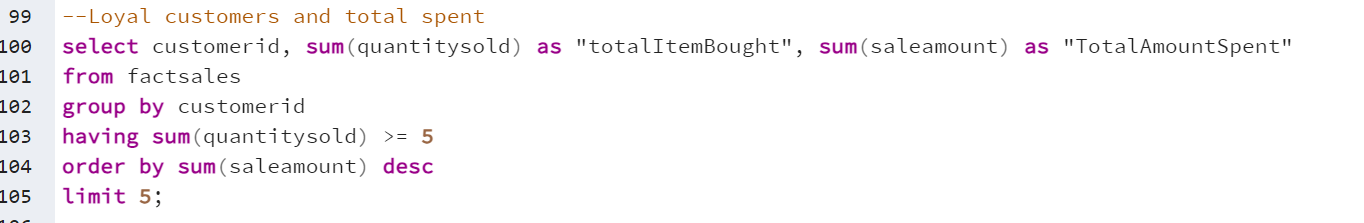 99 --Loyal customers and total spent
100 select customerid, sum(quantitysold) as "totalItemBought", sum(saleamount) as "TotalAmountSpent"
101 from factsales
102 group by customerid
103 having sum(quantitysold) >= 5
104 order by sum(saleamount) desc
105 limit 5;